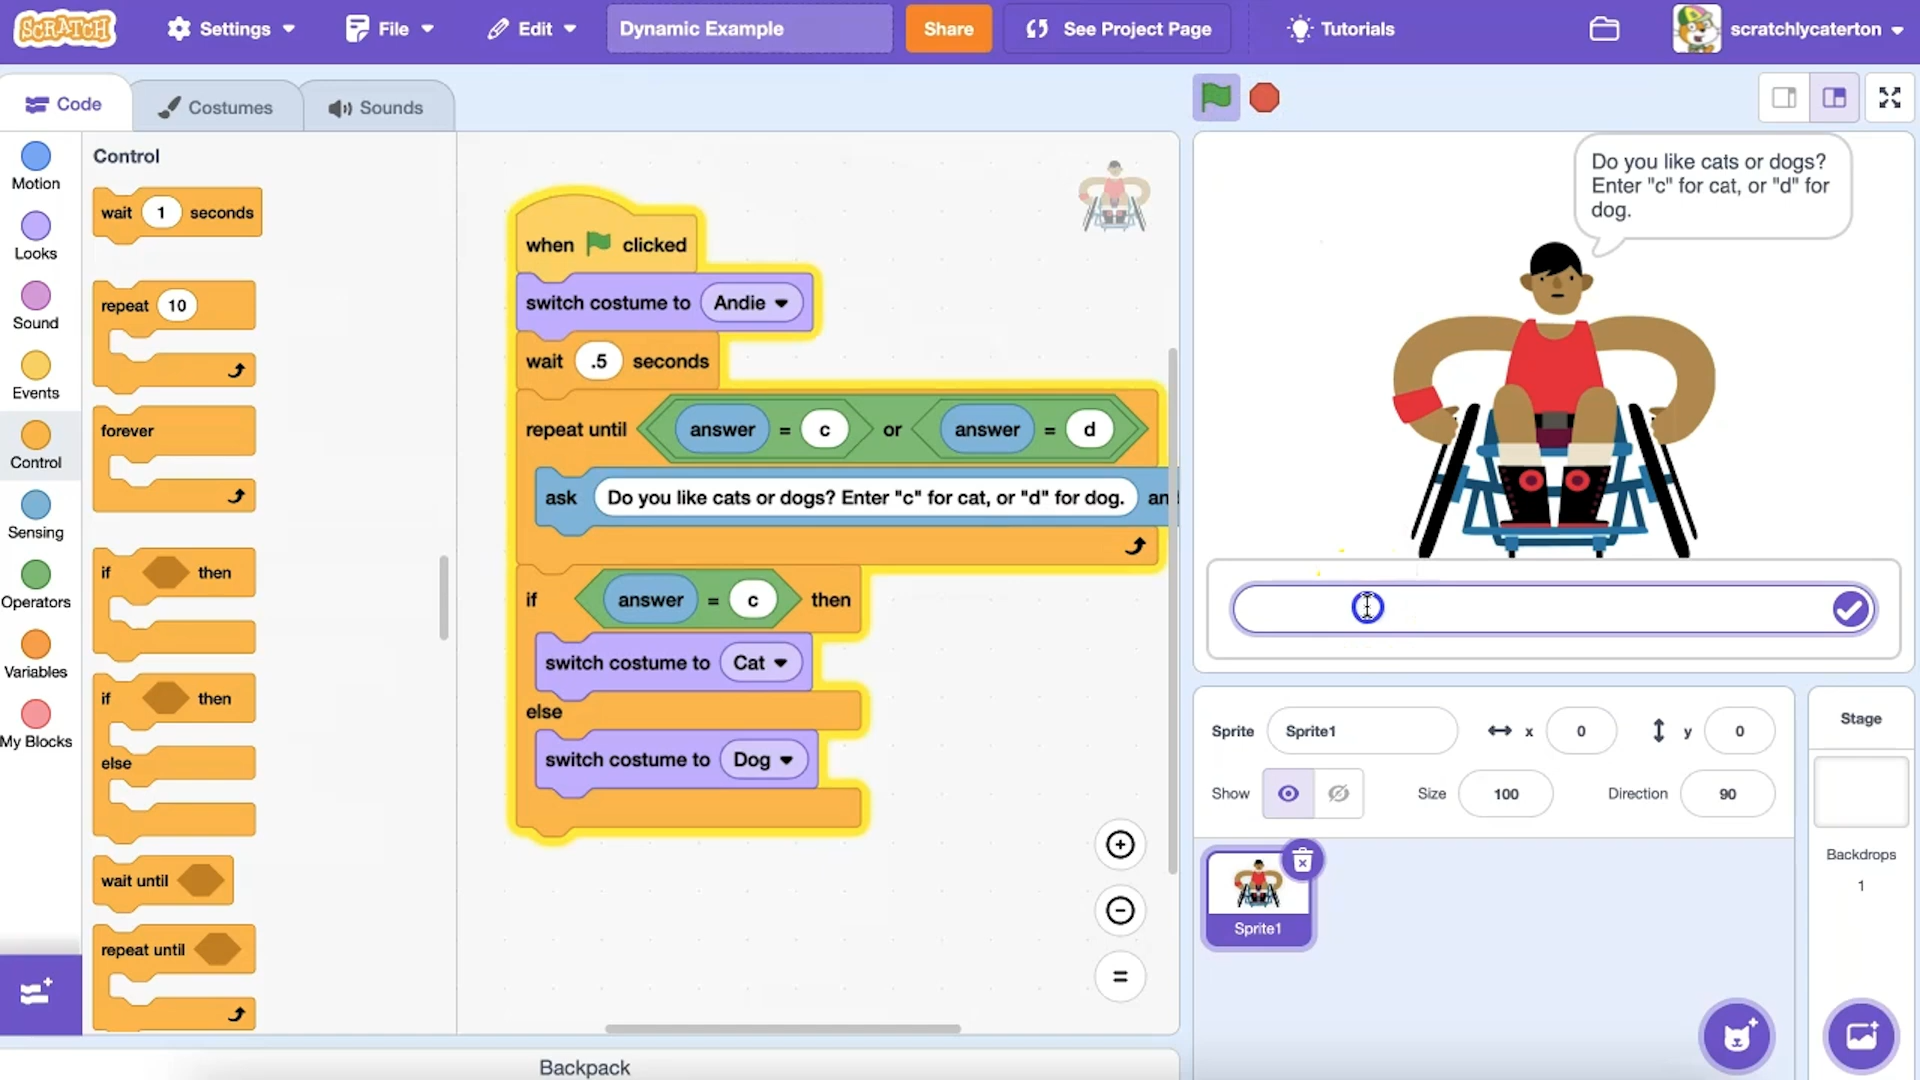 SCRATCH Settings File Edit Dynamic Example Share See Project Page Tutorials scratchlycaterton
Code Costumes Sounds
Motion
Looks
Sound
Events
Control
Sensing
Operators
Variables
My Blocks
Control
wait 1 seconds
repeat 10
forever
if then
if then
else
wait until
repeat until
when clicked
switch costume to Andie
wait .5 seconds
repeat until answer = c or answer = d
ask Do you like cats or dogs? Enter "c" for cat, or "d" for dog. an
if answer = c then
switch costume to Cat
else
switch costume to Dog
Backpack
Do you like cats or dogs?
Enter "c" for cat, or "d" for
dog.
Sprite Sprite1 x 0 y 0
Show Size 100 Direction 90
Sprite1
Stage
Backdrops
1